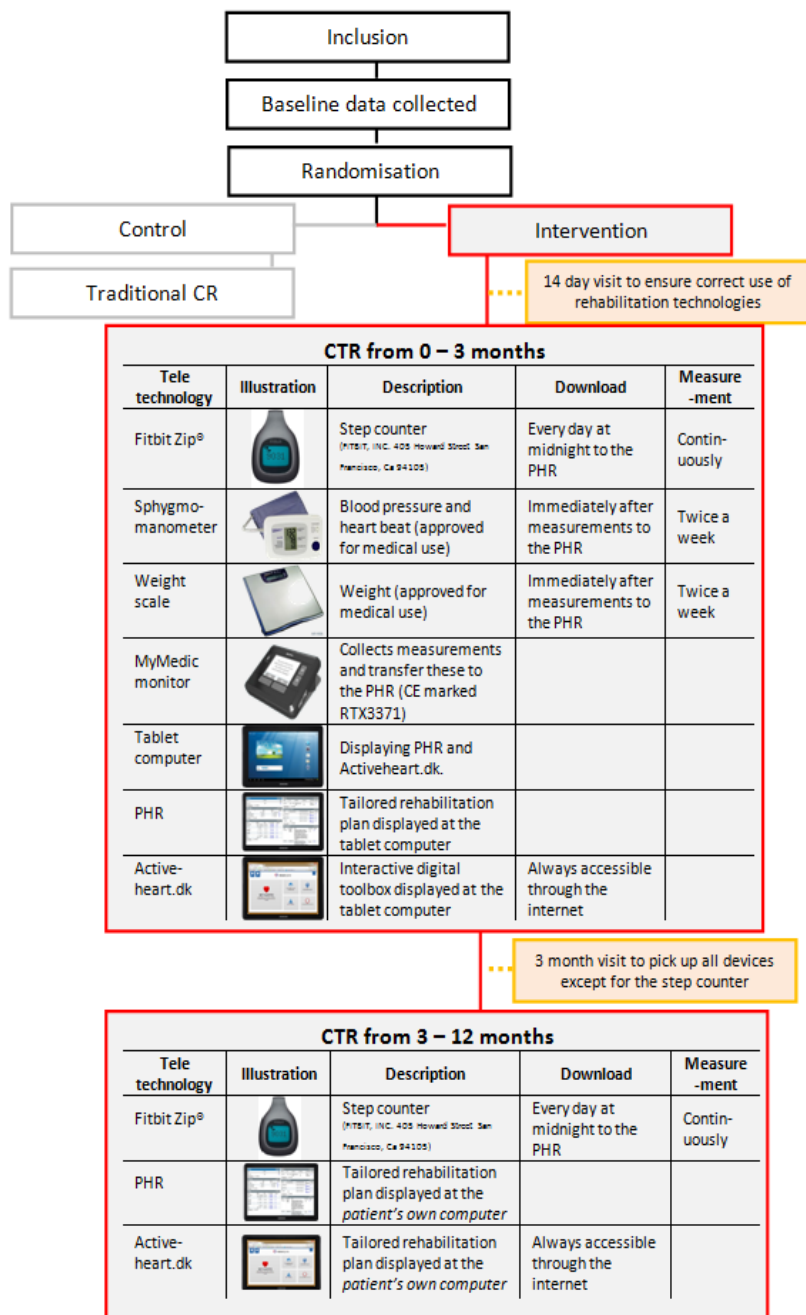 Inclusion
Baseline data collected
Randomisation
Control
Intervention
Traditional CR
14 day visit to ensure correct use of
rehabilitation technologies
CTR from 0 – 3 months
Tele
technology
Illustration
Description
Download
Measure
-ment
Fitbit Zip®
Step counter
(FITBIT, INC. 405 Howard Street San
Francisco, Ca 94105)
Every day at
midnight to the
PHR
Contin-
uously
Sphygmo-
manometer
Blood pressure and
heart beat (approved
for medical use)
Immediately after
measurements to
the PHR
Twice a
week
Weight
scale
Weight (approved for
medical use)
Immediately after
measurements to
the PHR
Twice a
week
MyMedic
monitor
Collects measurements
and transfer these to
the PHR (CE marked
RTX3371)
Tablet
computer
Displaying PHR and
Activeheart.dk.
PHR
Tailored rehabilitation
plan displayed at the
tablet computer
Active-
heart.dk
Interactive digital
toolbox displayed at the
tablet computer
Always accessible
through the
internet
3 month visit to pick up all devices
except for the step counter
CTR from 3 – 12 months
Tele
technology
Illustration
Description
Download
Measure
-ment
Fitbit Zip®
Step counter
(FITBIT, INC. 405 Howard Street San
Francisco, Ca 94105)
Every day at
midnight to the
PHR
Contin-
uously
PHR
Tailored rehabilitation
plan displayed at the
patient's own computer
Active-
heart.dk
Tailored rehabilitation
plan displayed at the
patient's own computer
Always accessible
through the
internet